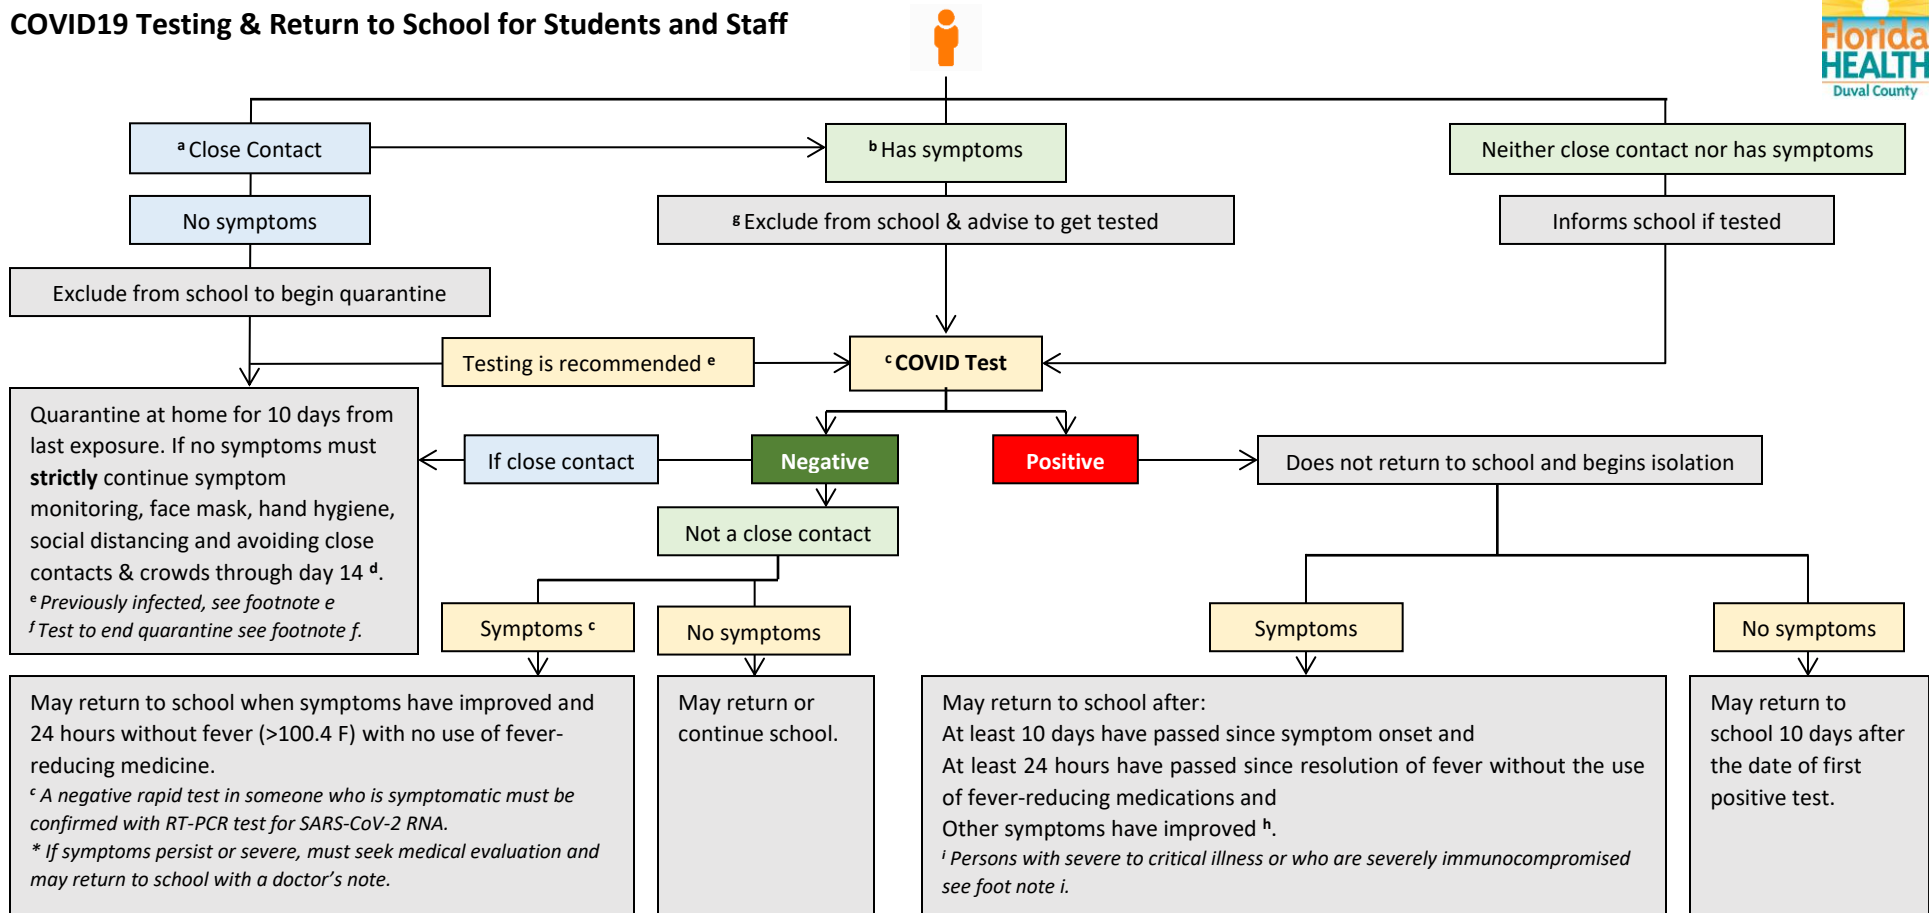 COVID19 Testing & Return to School for Students and Staff
Florida
HEALTH
Duval County
ᵃ Close Contact
ᵇ Has symptoms
Neither close contact nor has symptoms
No symptoms
ᵍ Exclude from school & advise to get tested
Informs school if tested
Exclude from school to begin quarantine
Testing is recommended ᵉ
ᶜ COVID Test
Quarantine at home for 10 days from
last exposure. If no symptoms must
strictly continue symptom
monitoring, face mask, hand hygiene,
social distancing and avoiding close
contacts & crowds through day 14 ᵈ.
ᵉ Previously infected, see footnote e
ᶠ Test to end quarantine see footnote f.
If close contact
Negative
Positive
Does not return to school and begins isolation
Not a close contact
Symptoms ᶜ
No symptoms
Symptoms
No symptoms
May return to school when symptoms have improved and
24 hours without fever (>100.4 F) with no use of fever-
reducing medicine.
ᶜ A negative rapid test in someone who is symptomatic must be
confirmed with RT-PCR test for SARS-CoV-2 RNA.
* If symptoms persist or severe, must seek medical evaluation and
may return to school with a doctor’s note.
May return or
continue school.
May return to school after:
At least 10 days have passed since symptom onset and
At least 24 hours have passed since resolution of fever without the use
of fever-reducing medications and
Other symptoms have improved ʰ.
ⁱ Persons with severe to critical illness or who are severely immunocompromised
see foot note i.
May return to
school 10 days after
the date of first
positive test.